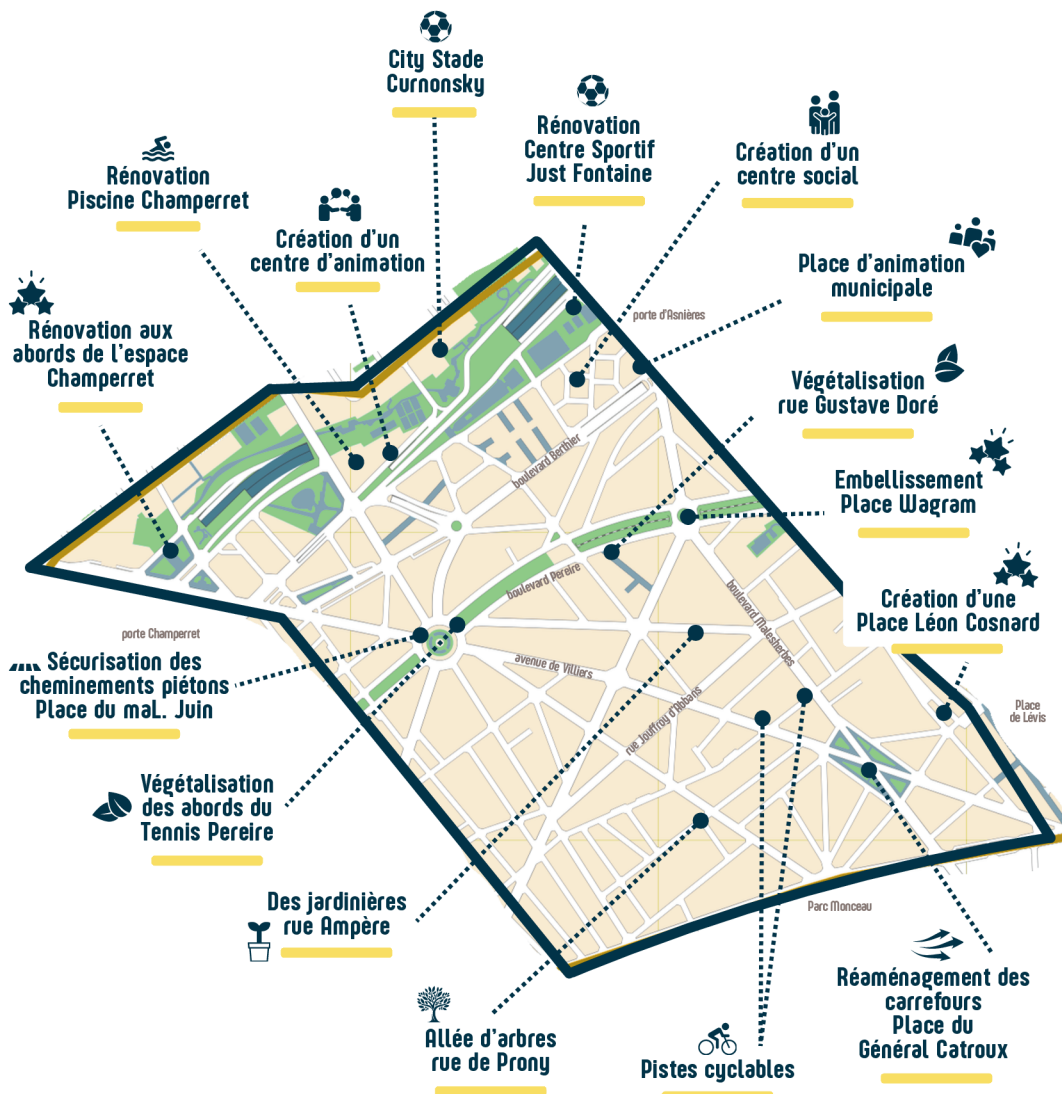 City Stade
Curnonsky
Rénovation
Centre Sportif
Just Fontaine
Création d'un
centre social
Rénovation
Piscine Champerret
Création d'un
centre d'animation
Place d'animation
municipale
Rénovation aux
abords de l'espace
Champerret
porte d'Asnières
Végétalisation
rue Gustave Doré
boulevard Berthier
Embellissement
Place Wagram
boulevard Pereire
boulevard Malesherbes
Création d'une
Place Léon Cosnard
porte Champerret
Sécurisation des
cheminements piétons
Place du maL. Juin
avenue de Villiers
rue Jouffroy d'Abbans
Place
de Lévis
Végétalisation
des abords du
Tennis Pereire
Des jardinières
rue Ampère
Parc Monceau
Allée d'arbres
rue de Prony
Pistes cyclables
Réaménagement des
carrefours
Place du
Général Catroux